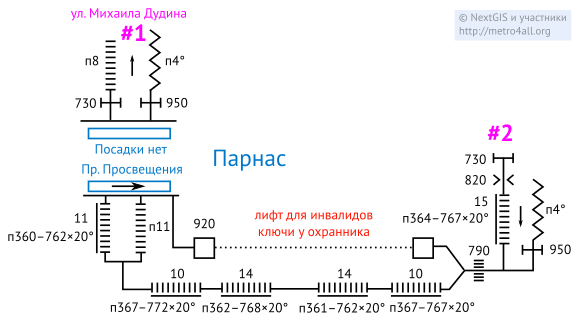 ул. Михаила Дудина
#1
© NextGIS и участники
http://metro4all.org
п8
п4°
730
950
Посадки нет
Пр. Просвещения
Парнас
#2
730
820
15
п4°
п364–767×20°
950
11
п360–762×20°
п11
920
лифт для инвалидов
ключи у охранника
790
10
14
14
10
п367–772×20°
п362–768×20°
п361–762×20°
п367–767×20°